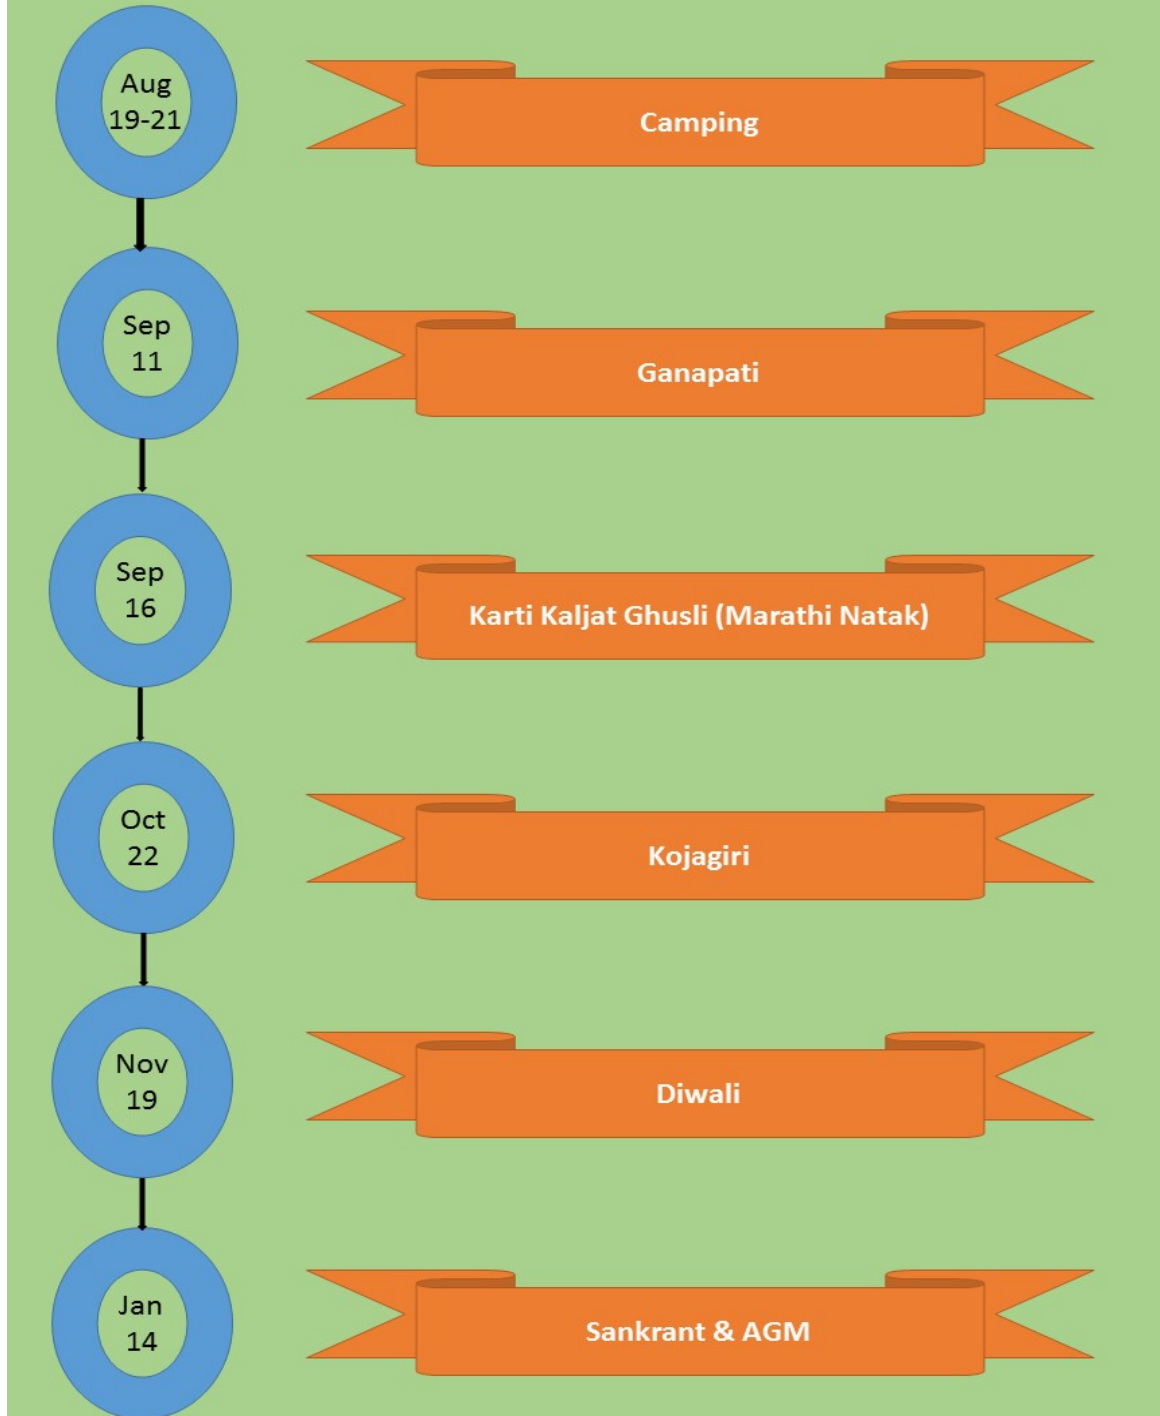 Aug
19-21
Camping
Sep
11
Ganapati
Sep
16
Karti Kaljat Ghusli (Marathi Natak)
Oct
22
Kojagiri
Nov
19
Diwali
Jan
14
Sankrant & AGM